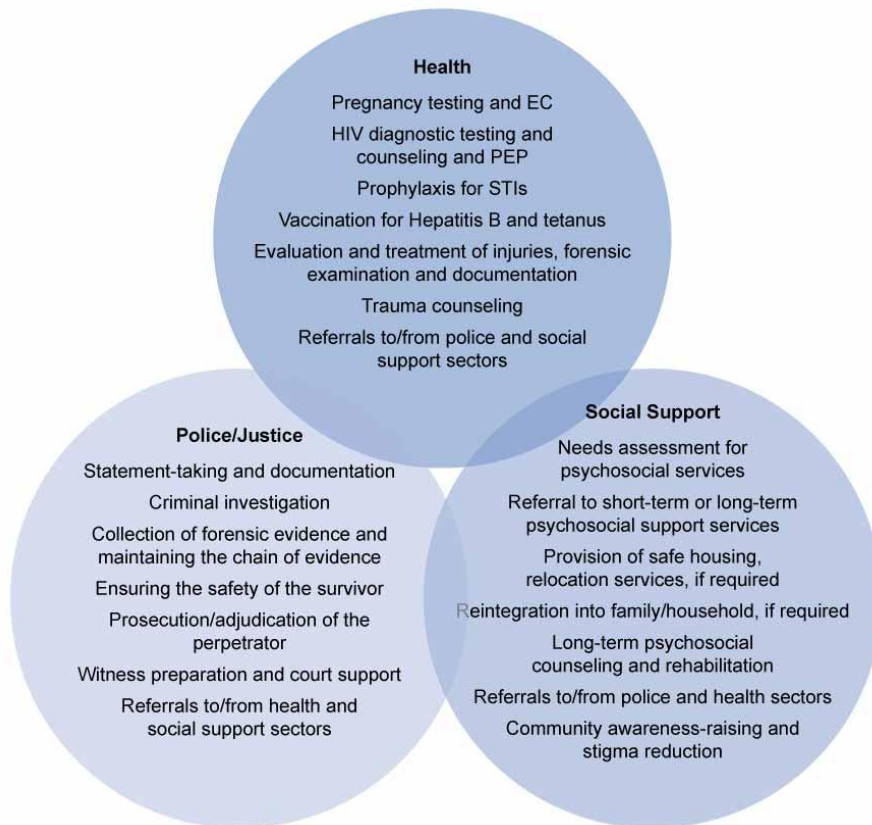 Health
Pregnancy testing and EC
HIV diagnostic testing and
counseling and PEP
Prophylaxis for STIs
Vaccination for Hepatitis B and tetanus
Evaluation and treatment of injuries, forensic
examination and documentation
Trauma counseling
Referrals to/from police and social
support sectors
Police/Justice
Statement-taking and documentation
Criminal investigation
Collection of forensic evidence and
maintaining the chain of evidence
Ensuring the safety of the survivor
Prosecution/adjudication of the
perpetrator
Witness preparation and court support
Referrals to/from health and
social support sectors
Social Support
Needs assessment for
psychosocial services
Referral to short-term or long-term
psychosocial support services
Provision of safe housing,
relocation services, if required
Reintegration into family/household, if required
Long-term psychosocial
counseling and rehabilitation
Referrals to/from police and health sectors
Community awareness-raising and
stigma reduction